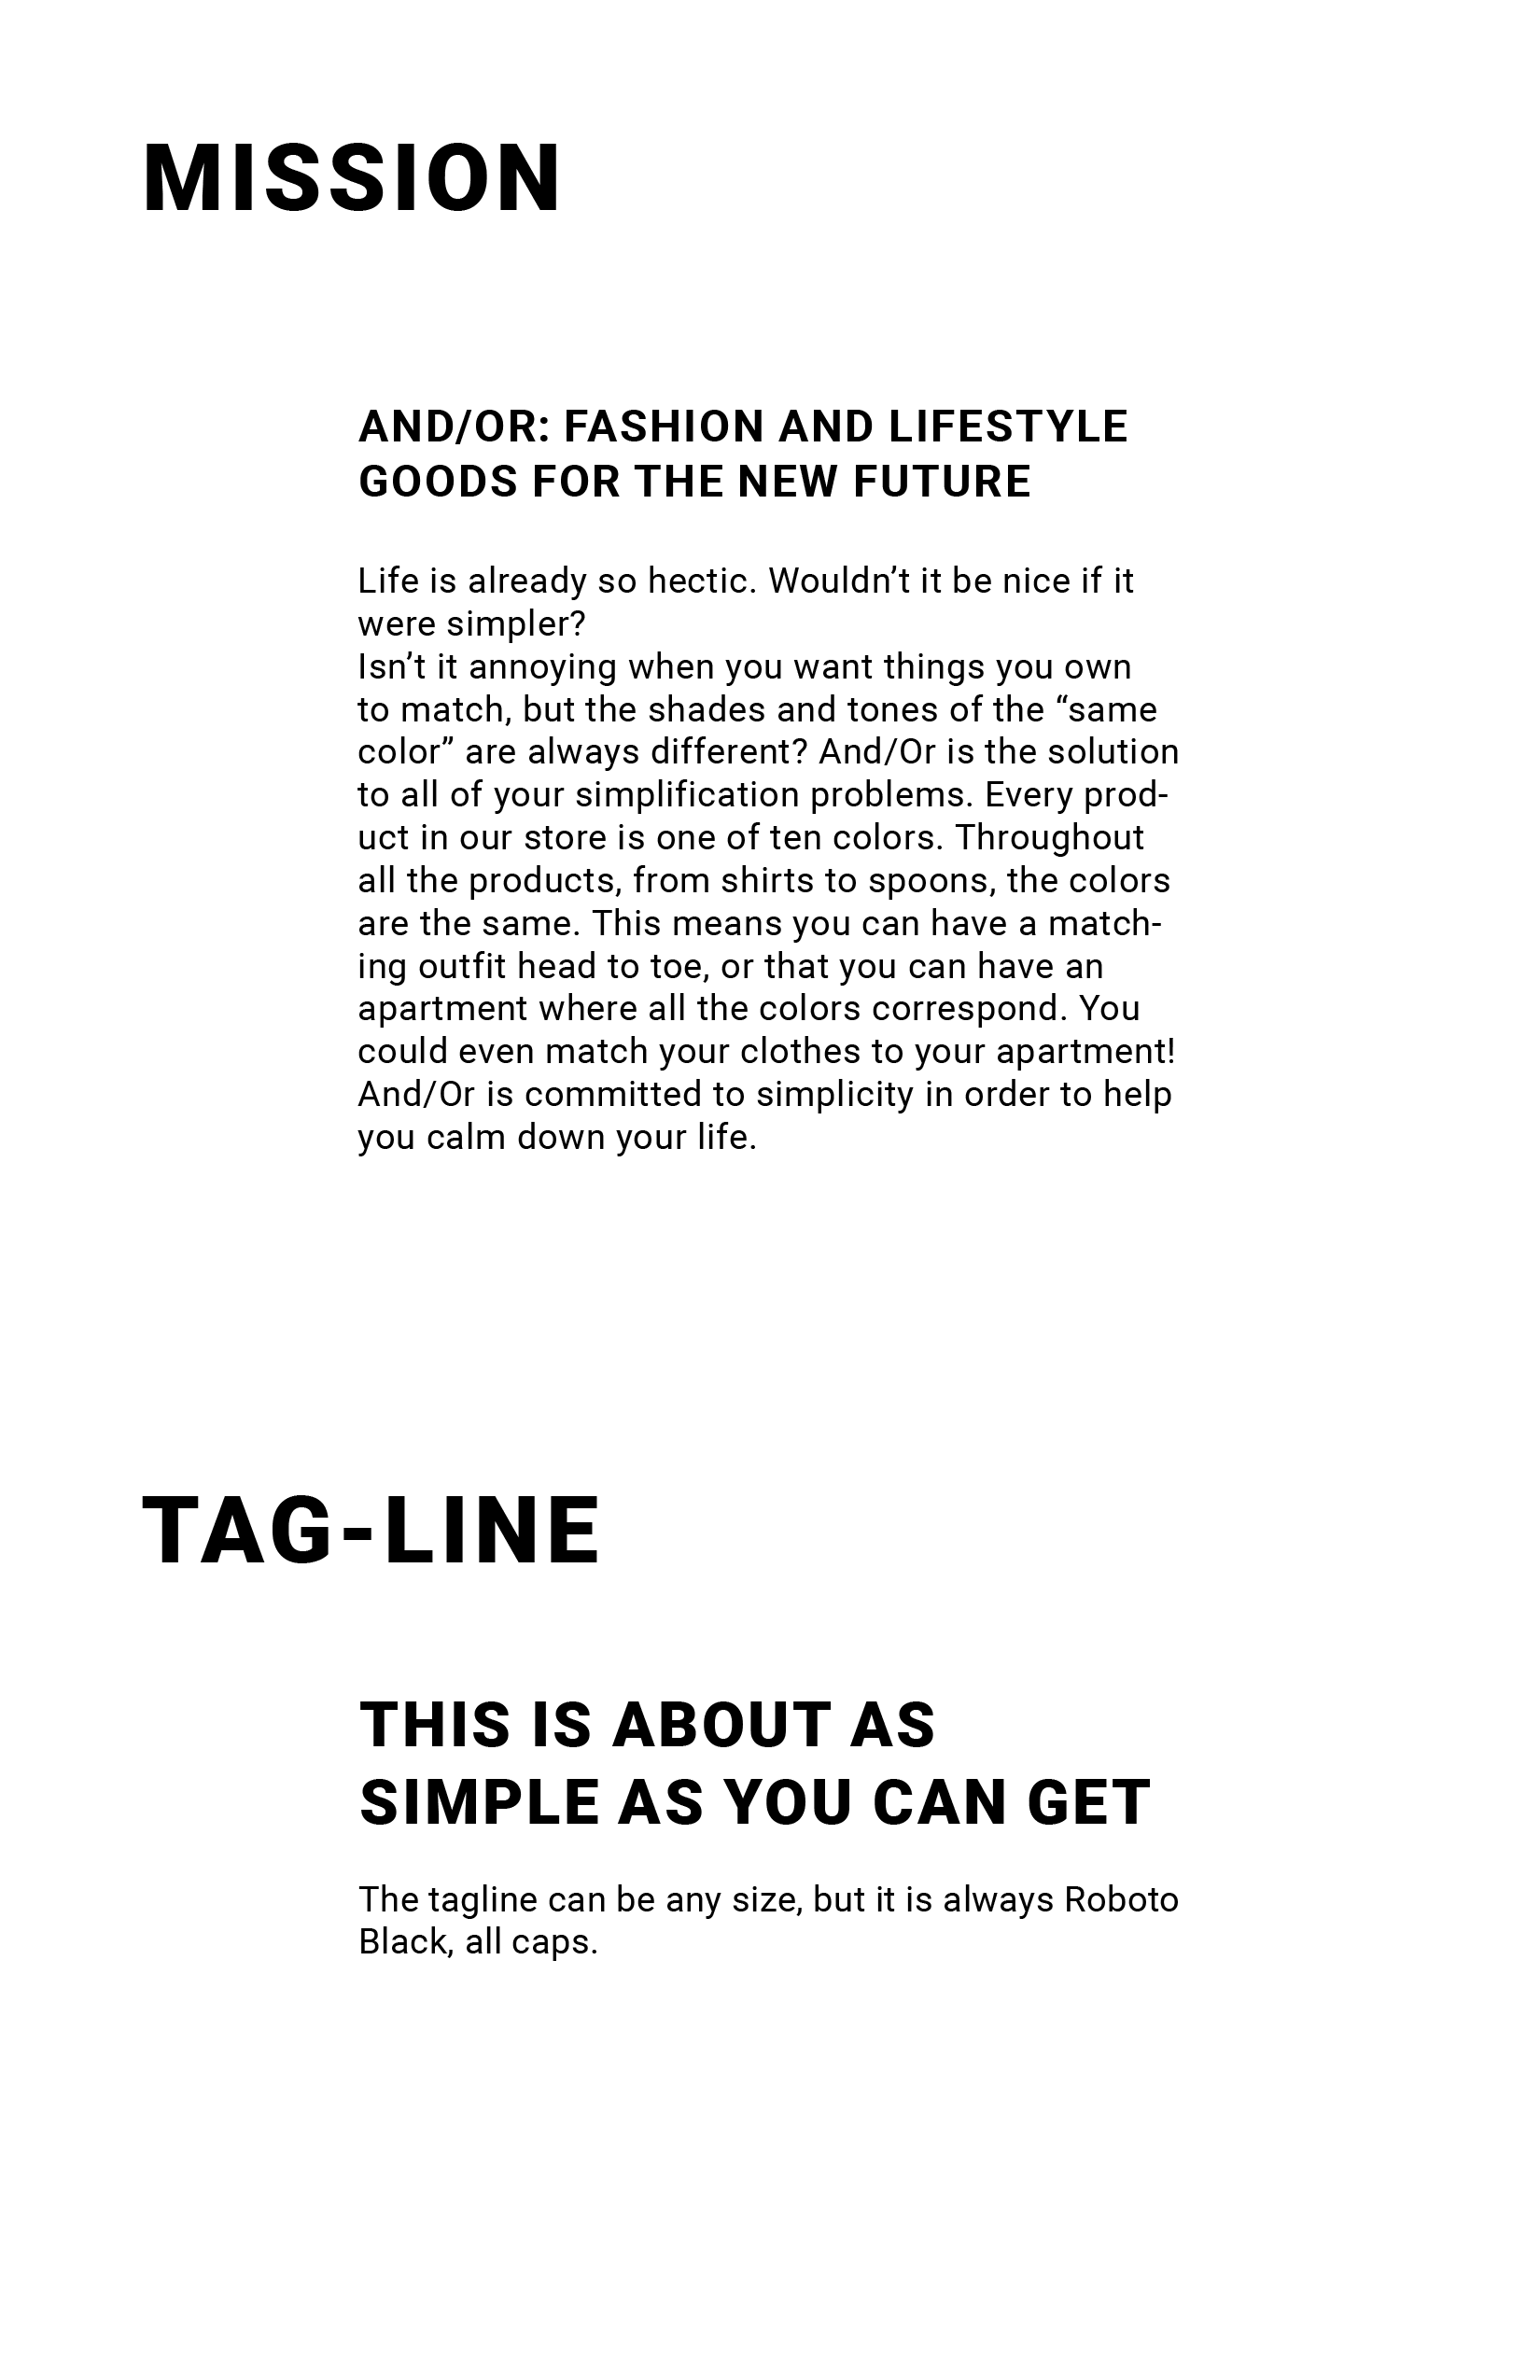 MISSION
AND/OR: FASHION AND LIFESTYLE
GOODS FOR THE NEW FUTURE
Life is already so hectic. Wouldn’t it be nice if it
were simpler?
Isn’t it annoying when you want things you own
to match, but the shades and tones of the “same
color” are always different? And/Or is the solution
to all of your simplification problems. Every prod-
uct in our store is one of ten colors. Throughout
all the products, from shirts to spoons, the colors
are the same. This means you can have a match-
ing outfit head to toe, or that you can have an
apartment where all the colors correspond. You
could even match your clothes to your apartment!
And/Or is committed to simplicity in order to help
you calm down your life.
TAG-LINE
THIS IS ABOUT AS
SIMPLE AS YOU CAN GET
The tagline can be any size, but it is always Roboto
Black, all caps.